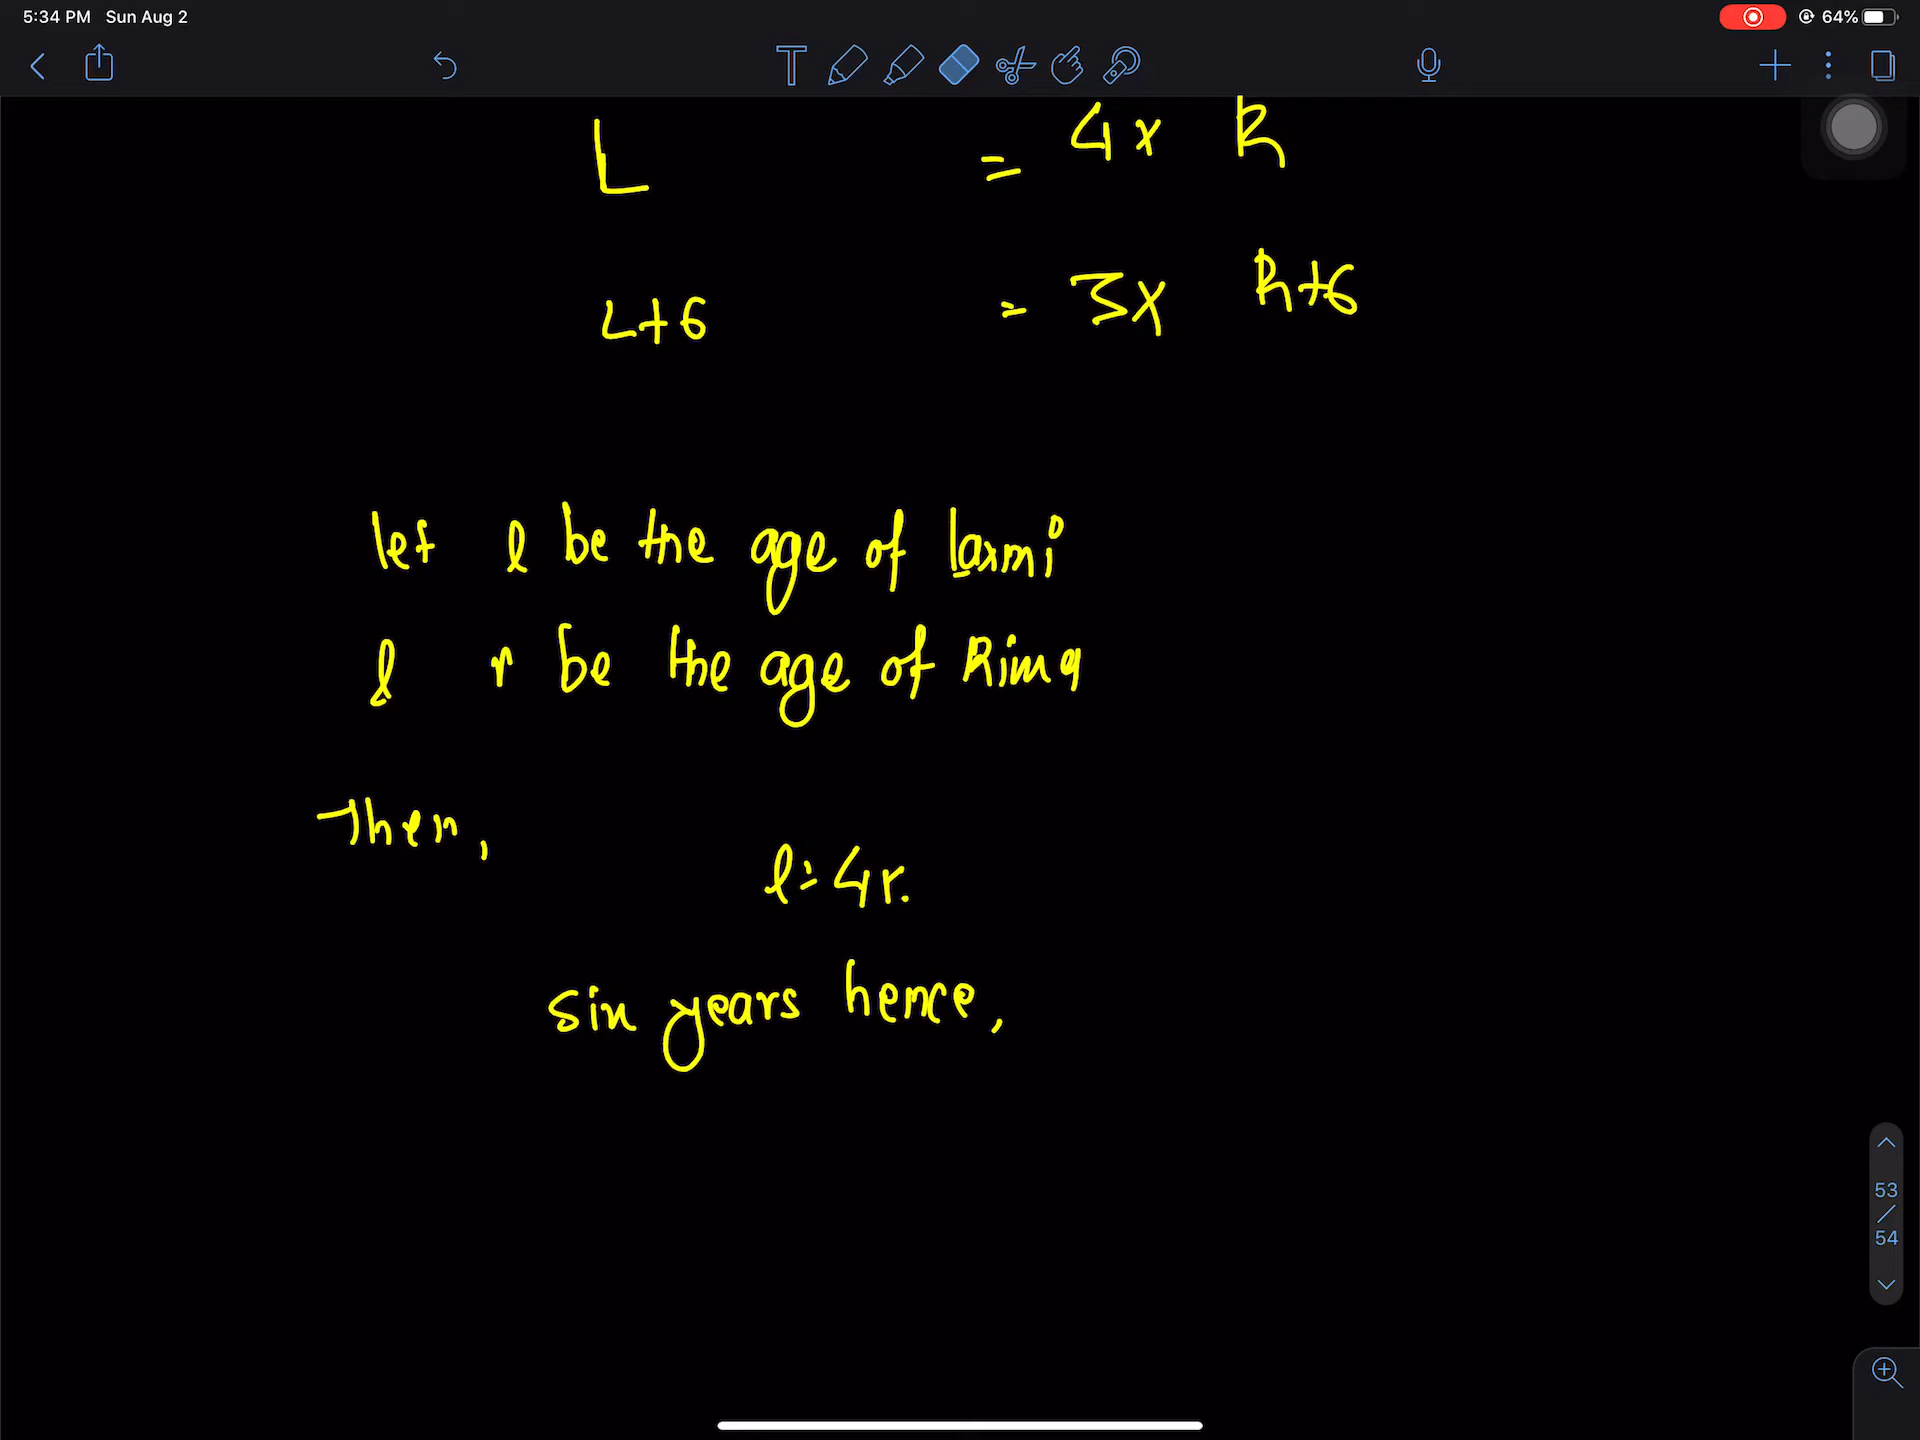 5:34 PM Sun Aug 2
64%
L = 4x R
L+6 = 3x R+6
let l be the age of laxmi
l r be the age of Rima
Then,
l = 4r.
six years hence,
53
/
54